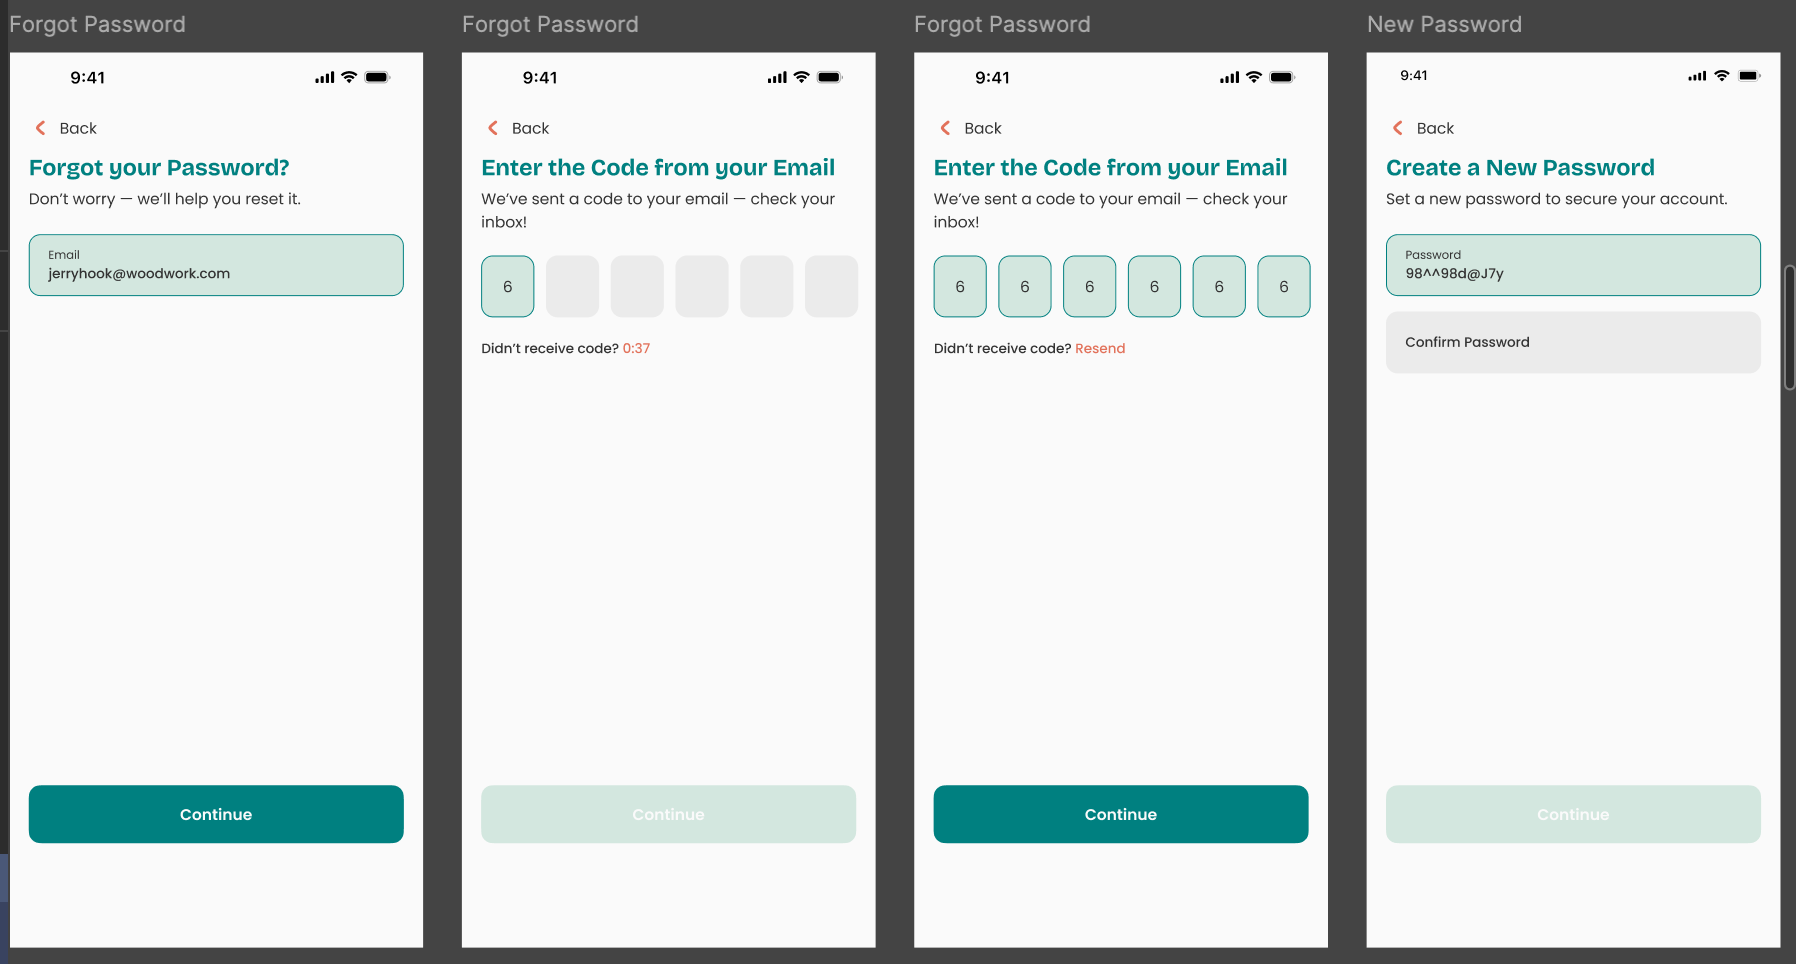 Forgot Password
9:41
Back
Forgot your Password?
Don't worry — we'll help you reset it.
Email
jerryhook@woodwork.com
Continue
Forgot Password
9:41
Back
Enter the Code from your Email
We've sent a code to your email — check your
inbox!
6
Didn't receive code? 0:37
Continue
Forgot Password
9:41
Back
Enter the Code from your Email
We've sent a code to your email — check your
inbox!
6 6 6 6 6 6
Didn't receive code? Resend
Continue
New Password
9:41
Back
Create a New Password
Set a new password to secure your account.
Password
98^^98d@J7y
Confirm Password
Continue